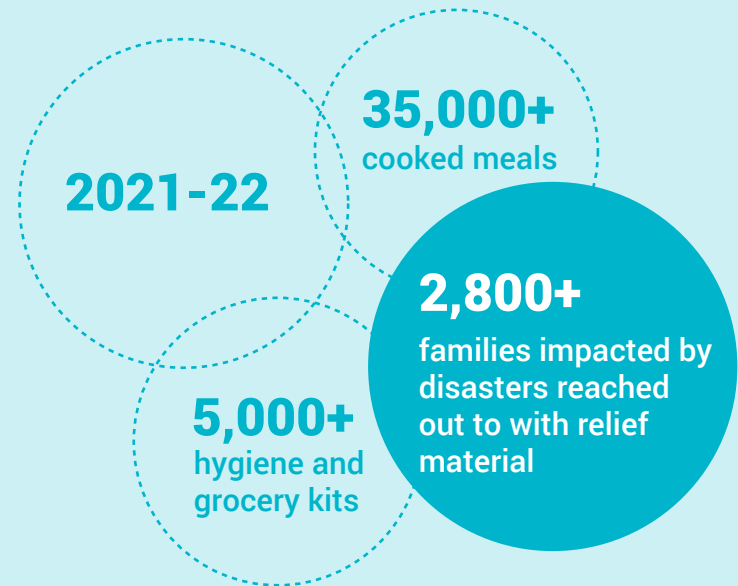 2021-22
35,000+
cooked meals
2,800+
families impacted by
disasters reached
out to with relief
material
5,000+
hygiene and
grocery kits